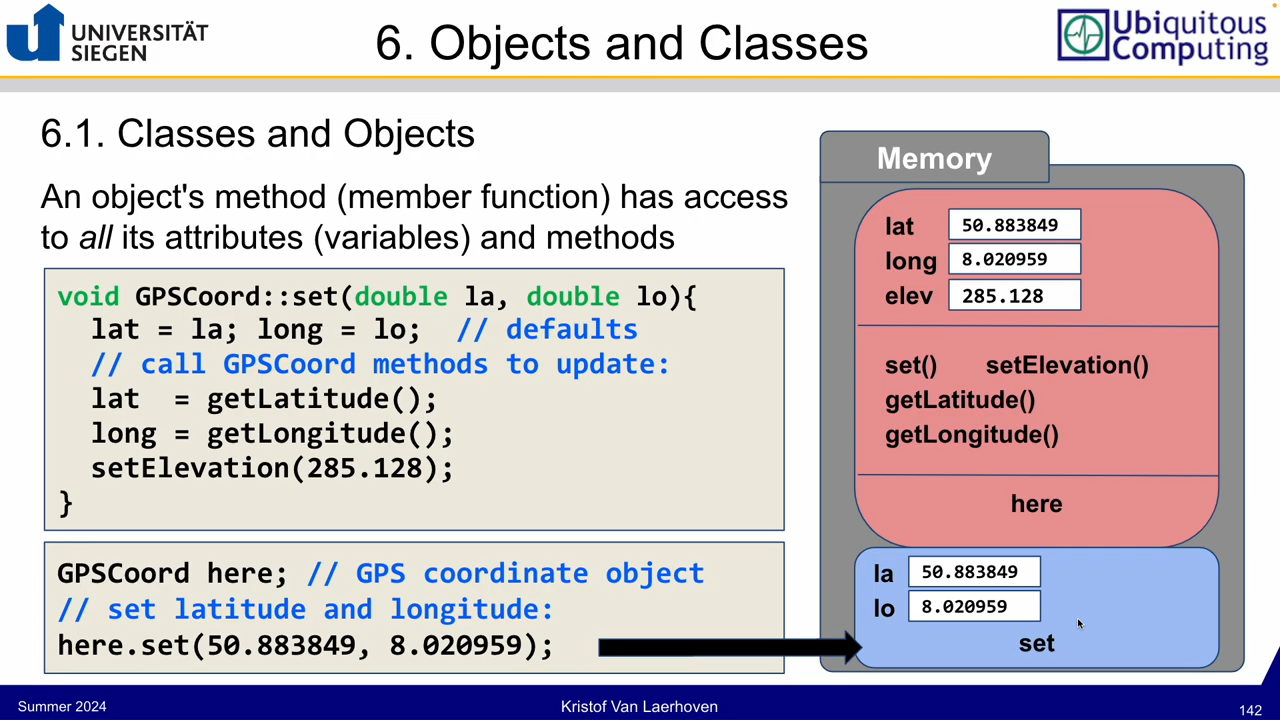 UNIVERSITÄT
SIEGEN
6. Objects and Classes
Ubiquitous
Computing
6.1. Classes and Objects
An object's method (member function) has access
to all its attributes (variables) and methods
void GPSCoord::set(double la, double lo){
lat = la; long = lo; // defaults
// call GPSCoord methods to update:
lat = getLatitude();
long = getLongitude();
setElevation(285.128);
}
GPSCoord here; // GPS coordinate object
// set latitude and longitude:
here.set(50.883849, 8.020959);
Memory
lat 50.883849
long 8.020959
elev 285.128
set() setElevation()
getLatitude()
getLongitude()
here
la 50.883849
lo 8.020959
set
Summer 2024
Kristof Van Laerhoven
142